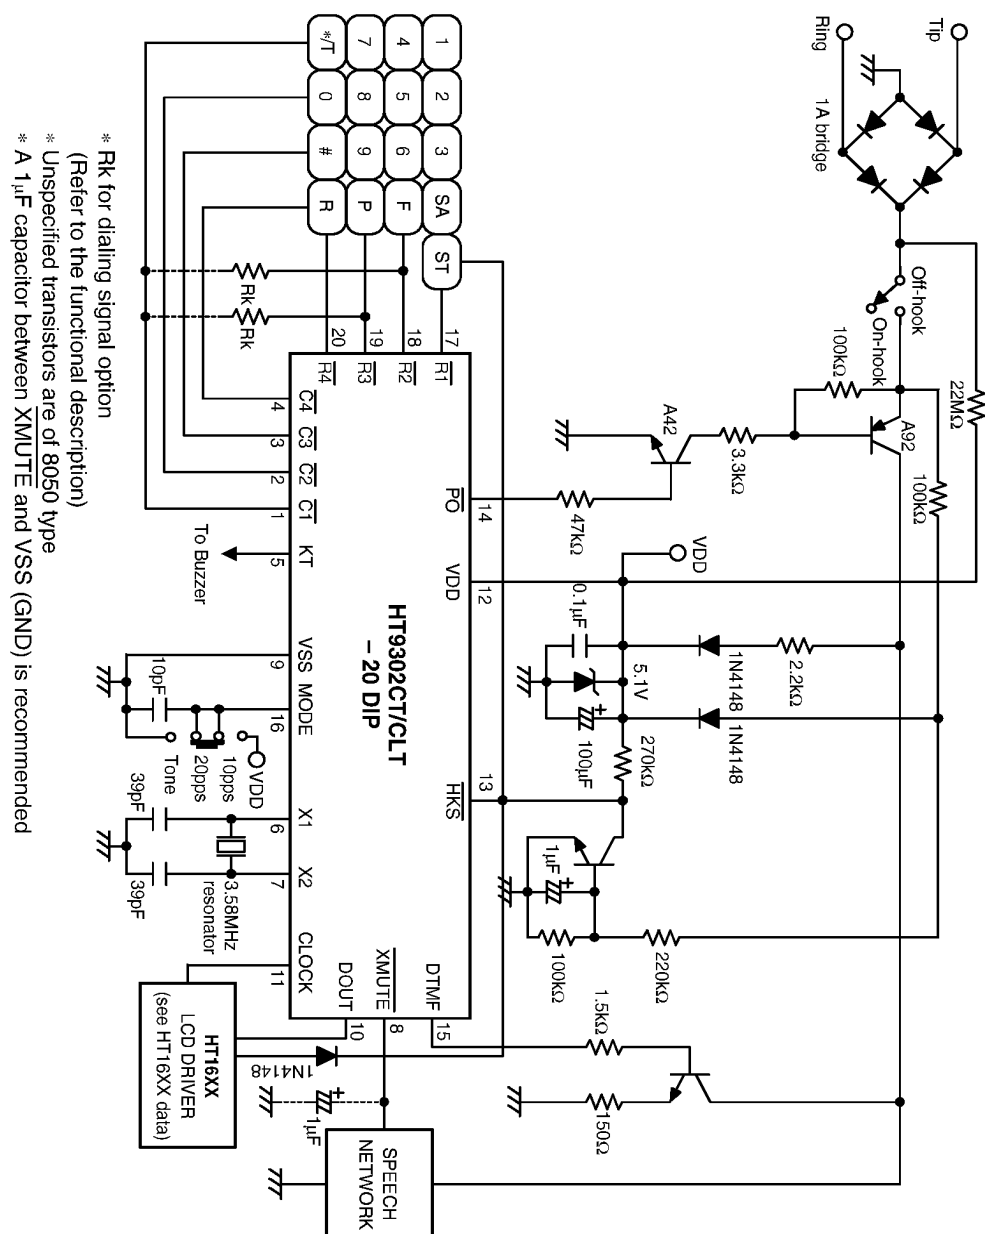 Tip
Ring
1A bridge
Off-hook
On-hook
22MΩ
100kΩ
A92
100kΩ
3.3kΩ
A42
47kΩ
VDD
2.2kΩ
1N4148
1N4148
0.1μF
5.1V
100μF
270kΩ
1μF
100kΩ
220kΩ
1.5kΩ
150Ω
1 2 3 SA
4 5 6 F
7 8 9 P
*/T 0 # R
ST
Rk
Rk
17 R1
18 R2
19 R3
20 R4
14 PO
12 VDD
13 HKS
15 DTMF
8 XMUTE
10 DOUT
HT9302CT/CLT
– 20 DIP
C4 4
C3 3
C2 2
C1 1
KT 5
VSS 9
MODE 16
X1 6
X2 7
CLOCK 11
To Buzzer
10pF
Tone
20pps
10pps
VDD
39pF
39pF
3.58MHz
resonator
HT16XX
LCD DRIVER
(see HT16XX data)
1N4148
1μF
SPEECH
NETWORK
* Rk for dialing signal option
(Refer to the functional description)
* Unspecified transistors are of 8050 type
* A 1μF capacitor between XMUTE and VSS (GND) is recommended